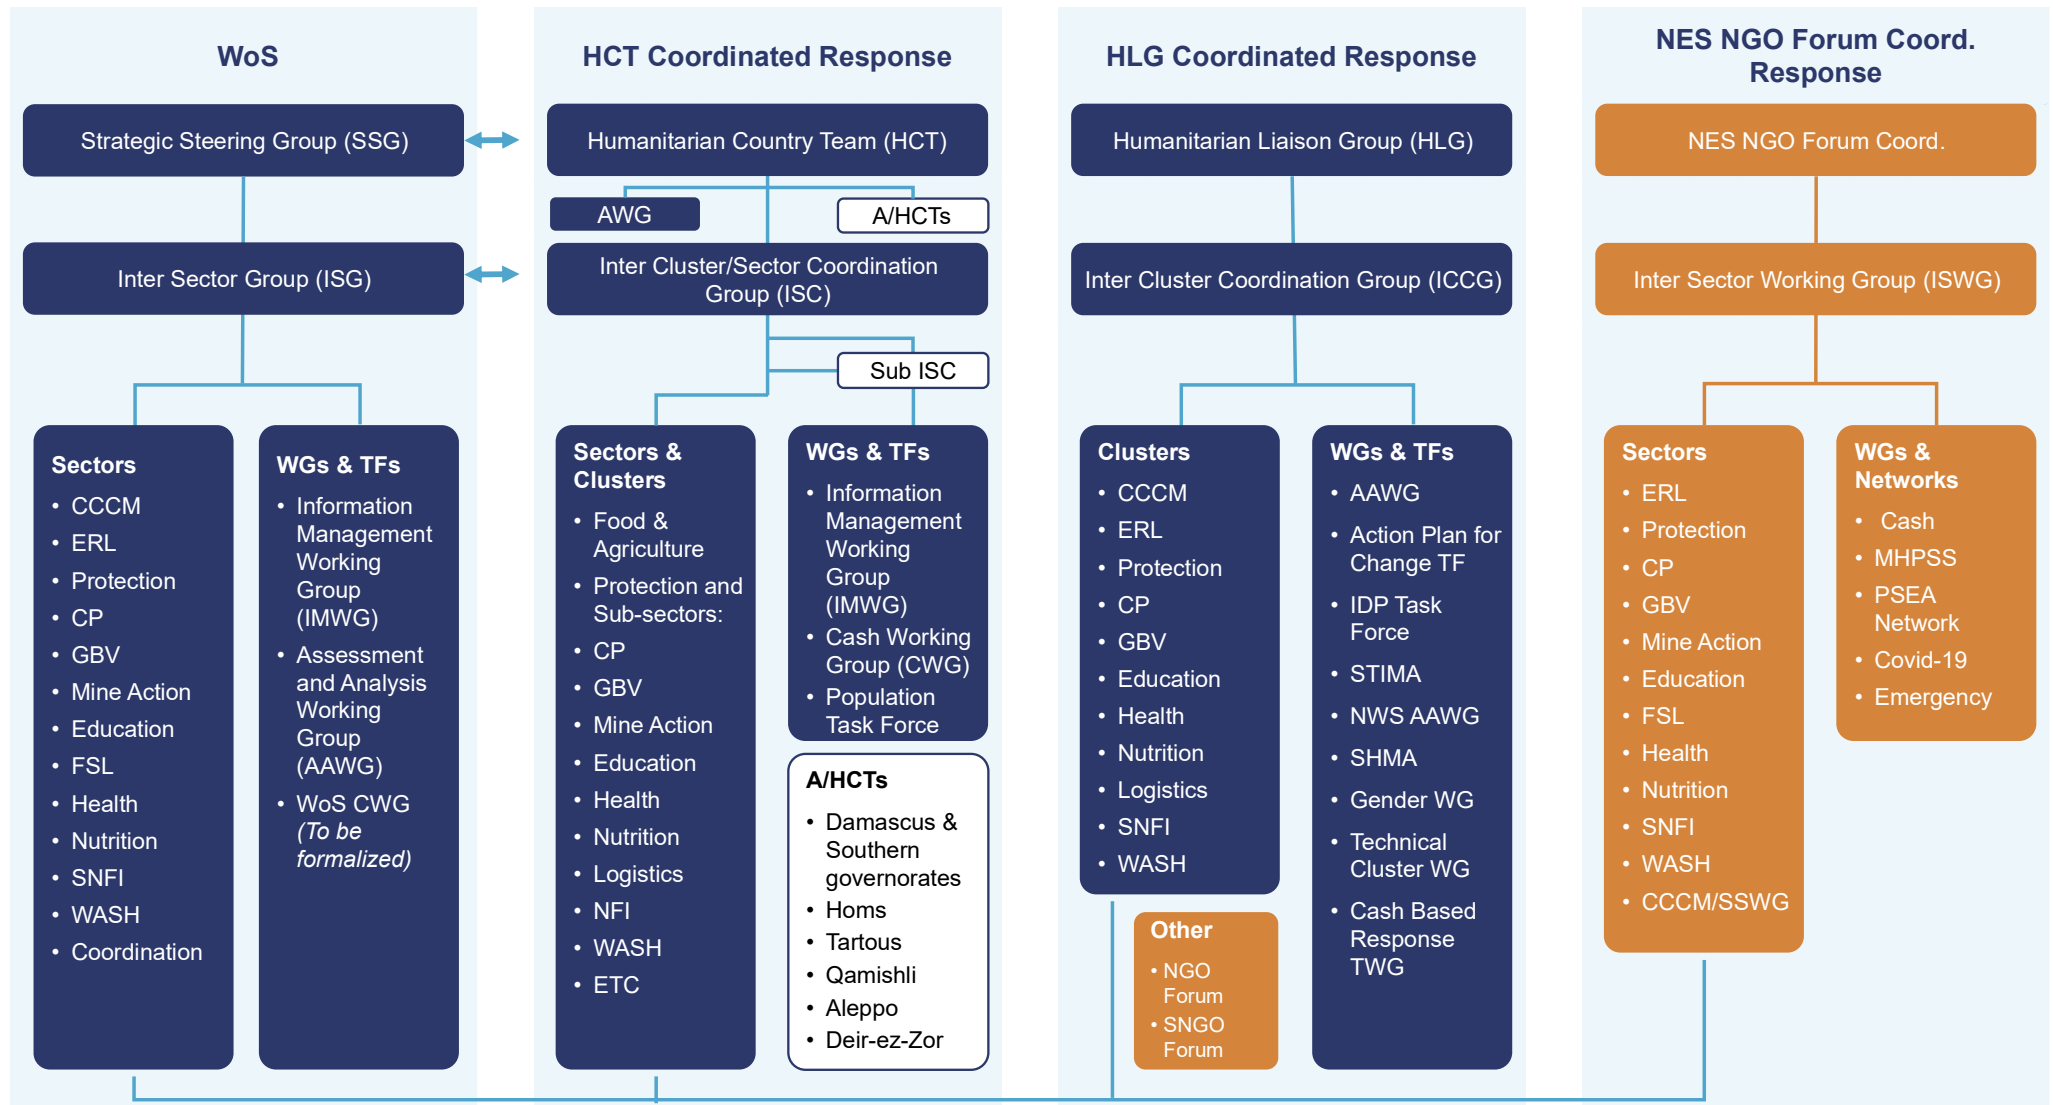 WoS
Strategic Steering Group (SSG)
Inter Sector Group (ISG)
Sectors
• CCCM
• ERL
• Protection
• CP
• GBV
• Mine Action
• Education
• FSL
• Health
• Nutrition
• SNFI
• WASH
• Coordination
WGs & TFs
• Information
Management
Working
Group
(IMWG)
• Assessment
and Analysis
Working
Group
(AAWG)
• WoS CWG
(To be
formalized)
HCT Coordinated Response
Humanitarian Country Team (HCT)
AWG
A/HCTs
Inter Cluster/Sector Coordination
Group (ISC)
Sub ISC
Sectors &
Clusters
• Food &
Agriculture
• Protection and
Sub-sectors:
• CP
• GBV
• Mine Action
• Education
• Health
• Nutrition
• Logistics
• NFI
• WASH
• ETC
WGs & TFs
• Information
Management
Working
Group
(IMWG)
• Cash Working
Group (CWG)
• Population
Task Force
A/HCTs
• Damascus &
Southern
governorates
• Homs
• Tartous
• Qamishli
• Aleppo
• Deir-ez-Zor
HLG Coordinated Response
Humanitarian Liaison Group (HLG)
Inter Cluster Coordination Group (ICCG)
Clusters
• CCCM
• ERL
• Protection
• CP
• GBV
• Education
• Health
• Nutrition
• Logistics
• SNFI
• WASH
Other
• NGO
Forum
• SNGO
Forum
WGs & TFs
• AAWG
• Action Plan for
Change TF
• IDP Task
Force
• STIMA
• NWS AAWG
• SHMA
• Gender WG
• Technical
Cluster WG
• Cash Based
Response
TWG
NES NGO Forum Coord.
Response
NES NGO Forum Coord.
Inter Sector Working Group (ISWG)
Sectors
• ERL
• Protection
• CP
• GBV
• Mine Action
• Education
• FSL
• Health
• Nutrition
• SNFI
• WASH
• CCCM/SSWG
WGs &
Networks
• Cash
• MHPSS
• PSEA
Network
• Covid-19
• Emergency